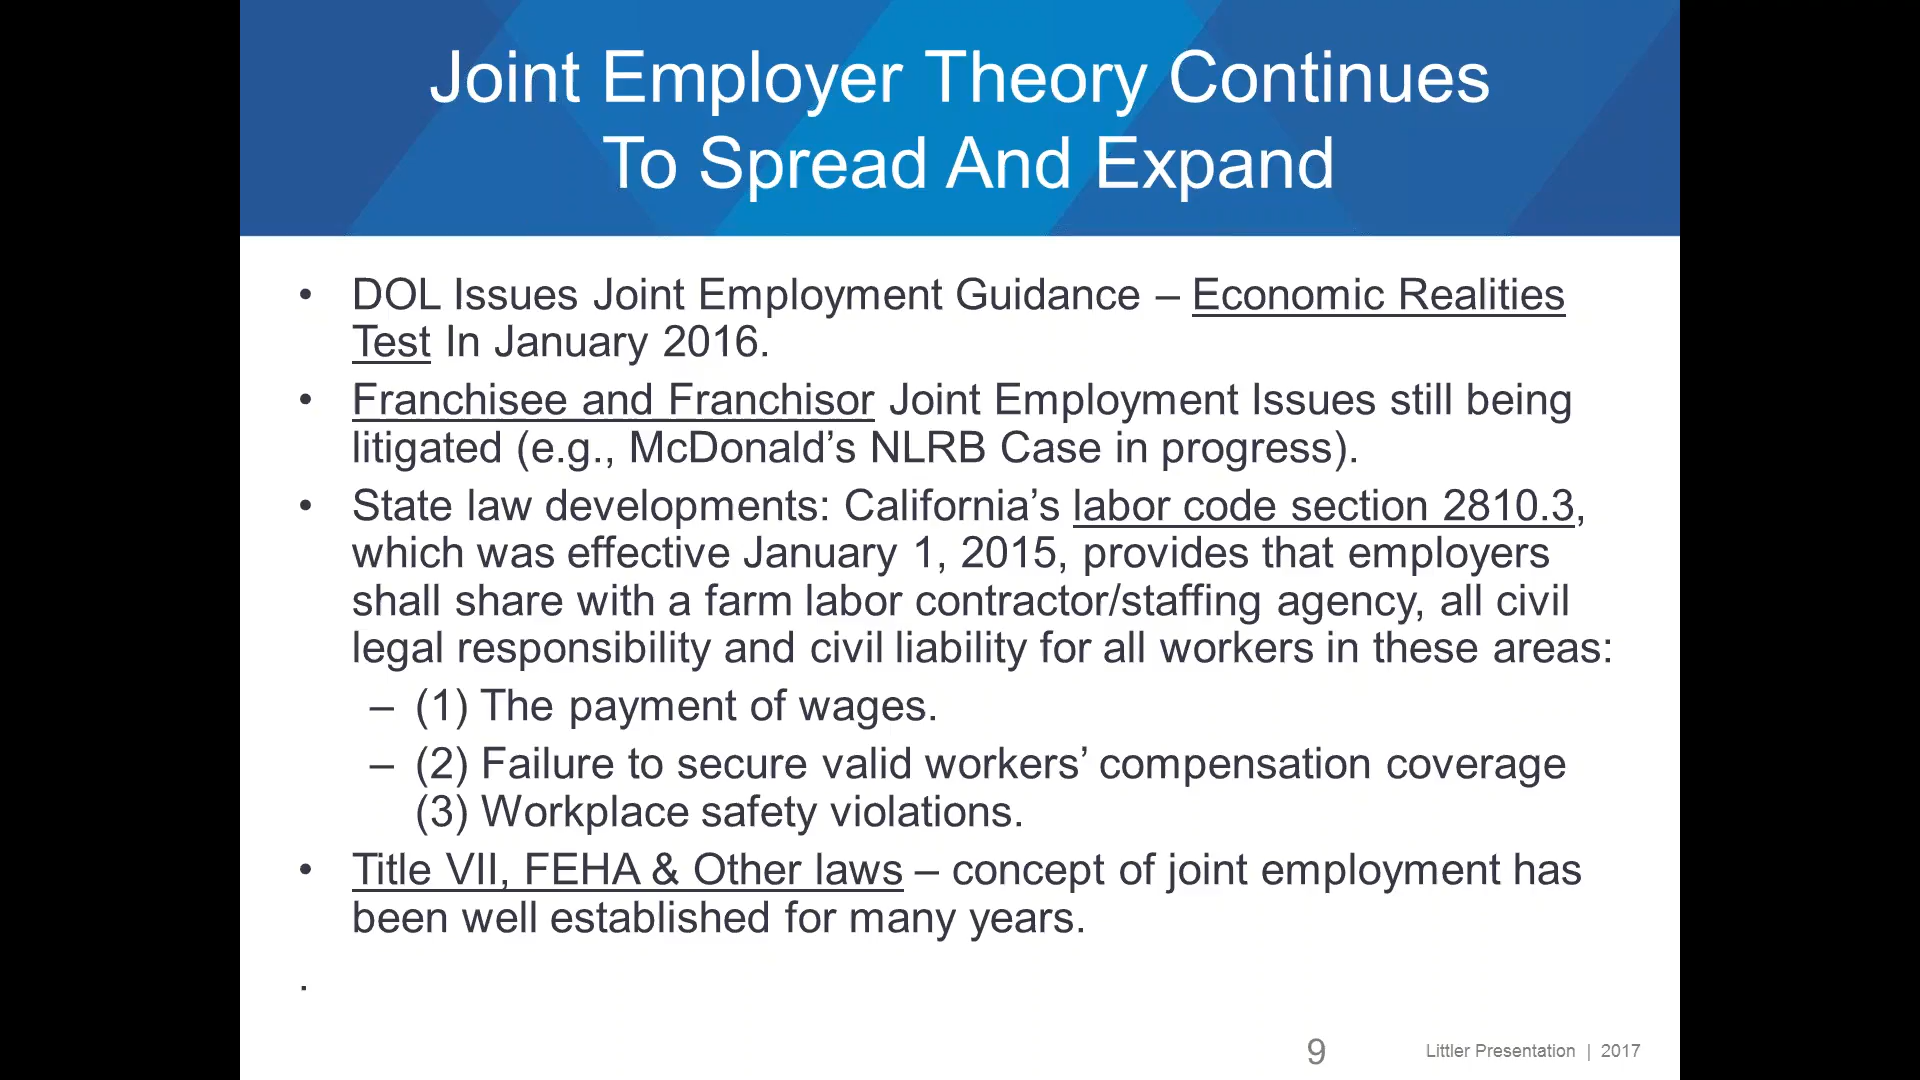 Joint Employer Theory Continues
To Spread And Expand
• DOL Issues Joint Employment Guidance – Economic Realities
Test In January 2016.
• Franchisee and Franchisor Joint Employment Issues still being
litigated (e.g., McDonald’s NLRB Case in progress).
• State law developments: California’s labor code section 2810.3,
which was effective January 1, 2015, provides that employers
shall share with a farm labor contractor/staffing agency, all civil
legal responsibility and civil liability for all workers in these areas:
– (1) The payment of wages.
– (2) Failure to secure valid workers’ compensation coverage
(3) Workplace safety violations.
• Title VII, FEHA & Other laws – concept of joint employment has
been well established for many years.
.
9
Littler Presentation | 2017